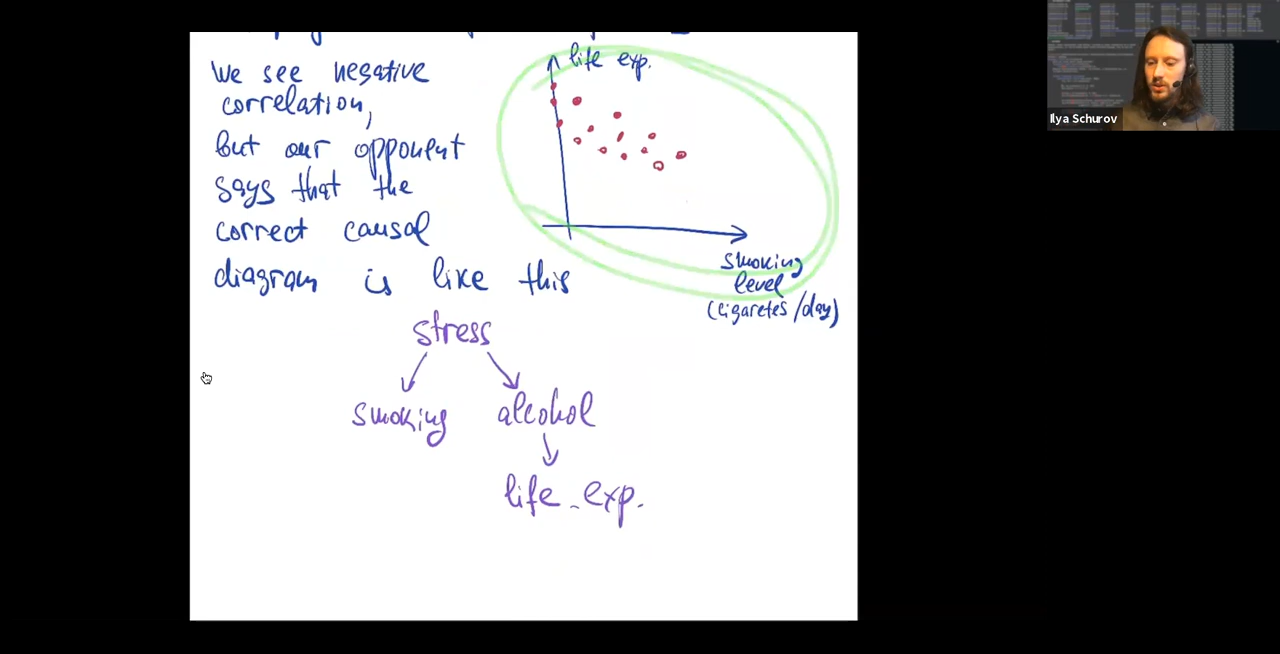 We see negative
correlation,
but our opponent
says that the
correct causal
diagram is like this
life exp.
smoking
level
(cigaretes/day)
stress
smoking alcohol
life exp.
Ilya Schurov